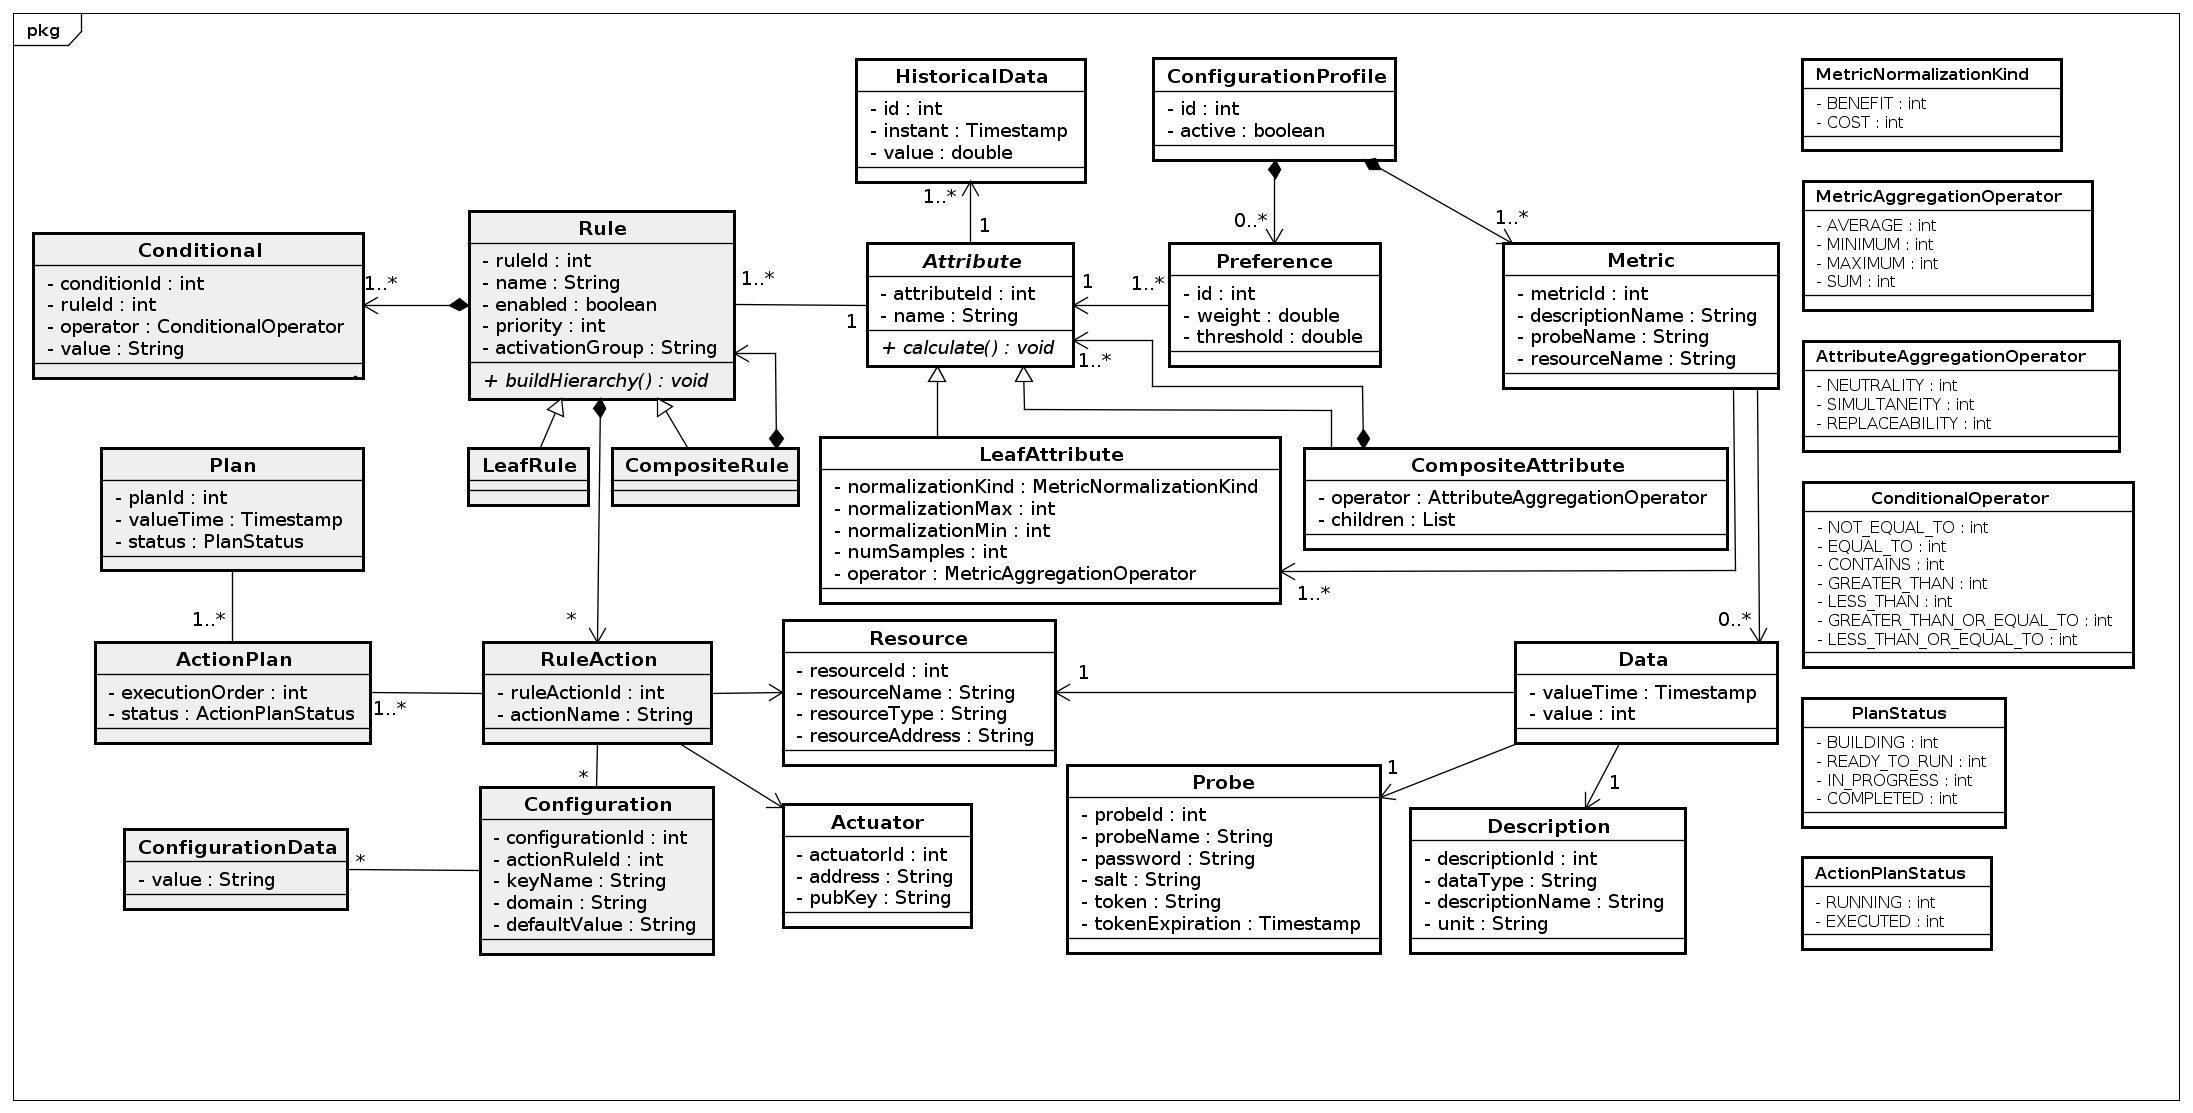 pkg
HistoricalData
- id : int
- instant : Timestamp
- value : double
ConfigurationProfile
- id : int
- active : boolean
MetricNormalizationKind
- BENEFIT : int
- COST : int
MetricAggregationOperator
- AVERAGE : int
- MINIMUM : int
- MAXIMUM : int
- SUM : int
1..*
1
0..*
1..*
Conditional
- conditionId : int
- ruleId : int
- operator : ConditionalOperator
- value : String
1..*
Rule
- ruleId : int
- name : String
- enabled : boolean
- priority : int
- activationGroup : String
+ buildHierarchy() : void
1..*
1
Attribute
- attributeId : int
- name : String
+ calculate() : void
1
1..*
1..*
Preference
- id : int
- weight : double
- threshold : double
Metric
- metricId : int
- descriptionName : String
- probeName : String
- resourceName : String
AttributeAggregationOperator
- NEUTRALITY : int
- SIMULTANEITY : int
- REPLACEABILITY : int
Plan
- planId : int
- valueTime : Timestamp
- status : PlanStatus
LeafRule
CompositeRule
LeafAttribute
- normalizationKind : MetricNormalizationKind
- normalizationMax : int
- normalizationMin : int
- numSamples : int
- operator : MetricAggregationOperator
CompositeAttribute
- operator : AttributeAggregationOperator
- children : List
1..*
ConditionalOperator
- NOT_EQUAL_TO : int
- EQUAL_TO : int
- CONTAINS : int
- GREATER_THAN : int
- LESS_THAN : int
- GREATER_THAN_OR_EQUAL_TO : int
- LESS_THAN_OR_EQUAL_TO : int
1..*
*
0..*
ActionPlan
- executionOrder : int
- status : ActionPlanStatus
1..*
RuleAction
- ruleActionId : int
- actionName : String
Resource
- resourceId : int
- resourceName : String
- resourceType : String
- resourceAddress : String
1
Data
- valueTime : Timestamp
- value : int
PlanStatus
- BUILDING : int
- READY_TO_RUN : int
- IN_PROGRESS : int
- COMPLETED : int
*
1
1
ConfigurationData
- value : String
*
Configuration
- configurationId : int
- actionRuleId : int
- keyName : String
- domain : String
- defaultValue : String
Actuator
- actuatorId : int
- address : String
- pubKey : String
Probe
- probeId : int
- probeName : String
- password : String
- salt : String
- token : String
- tokenExpiration : Timestamp
Description
- descriptionId : int
- dataType : String
- descriptionName : String
- unit : String
ActionPlanStatus
- RUNNING : int
- EXECUTED : int